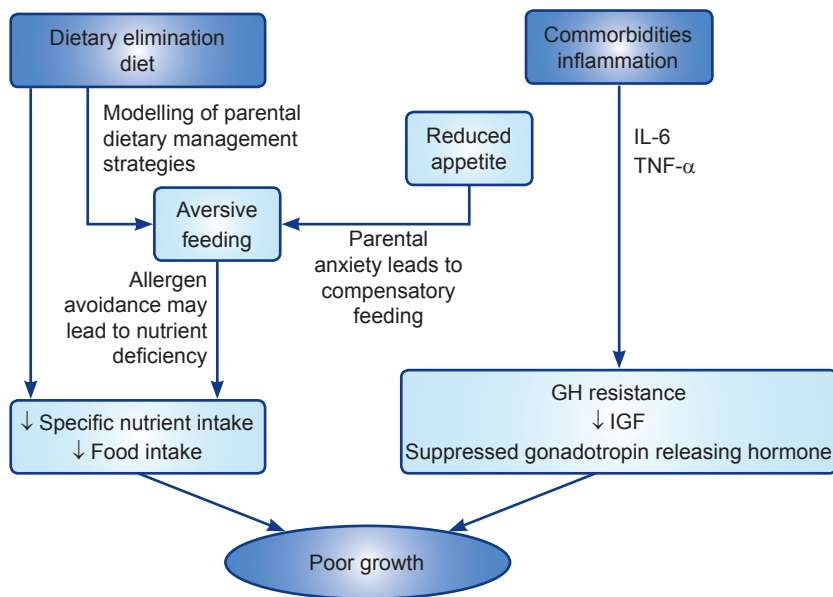 Dietary elimination
diet
Commorbidities
inflammation
Modelling of parental
dietary management
strategies
Reduced
appetite
IL-6
TNF-α
Aversive
feeding
Parental
anxiety leads to
compensatory
feeding
Allergen
avoidance may
lead to nutrient
deficiency
↓ Specific nutrient intake
↓ Food intake
GH resistance
↓ IGF
Suppressed gonadotropin releasing hormone
Poor growth